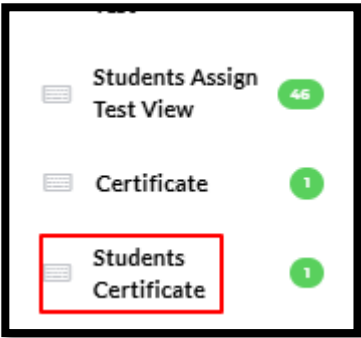 Students Assign 46
Test View
Certificate 1
Students 1
Certificate